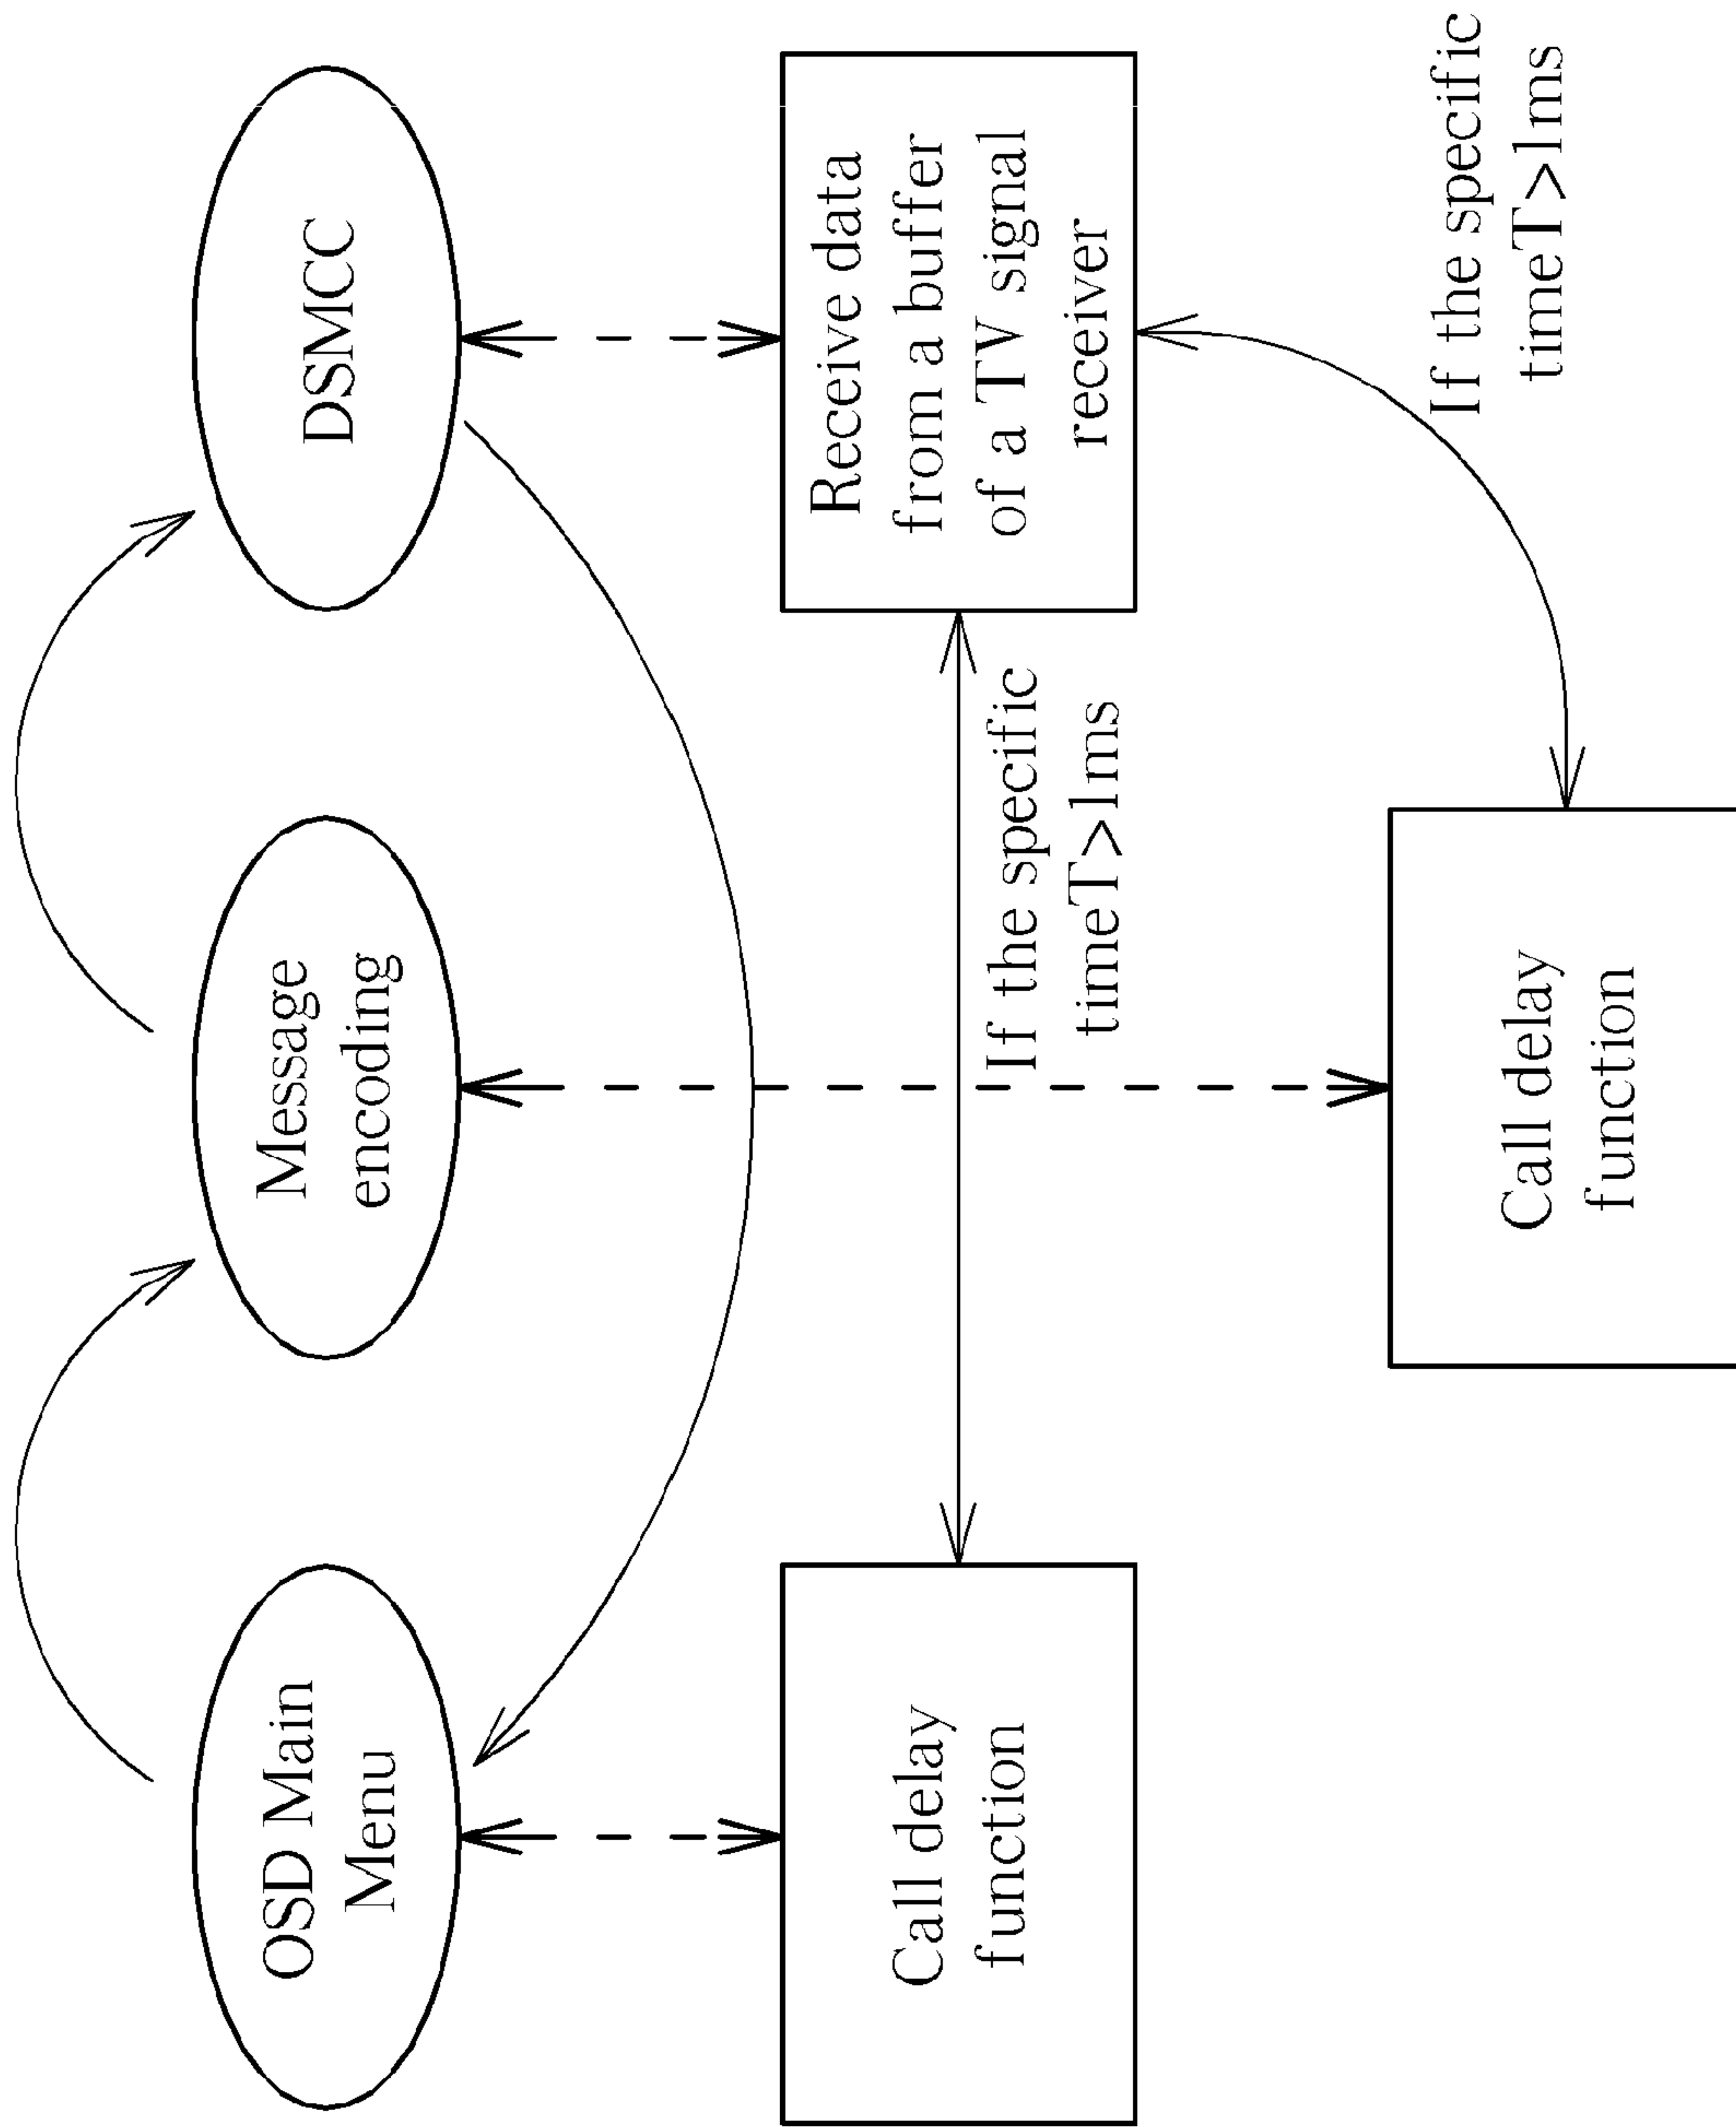 OSD Main
Menu
Message
encoding
DSMCC
Call delay
function
If the specific
timeT>1ms
Receive data
from a buffer
of a TV signal
receiver
Call delay
function
If the specific
timeT>1ms